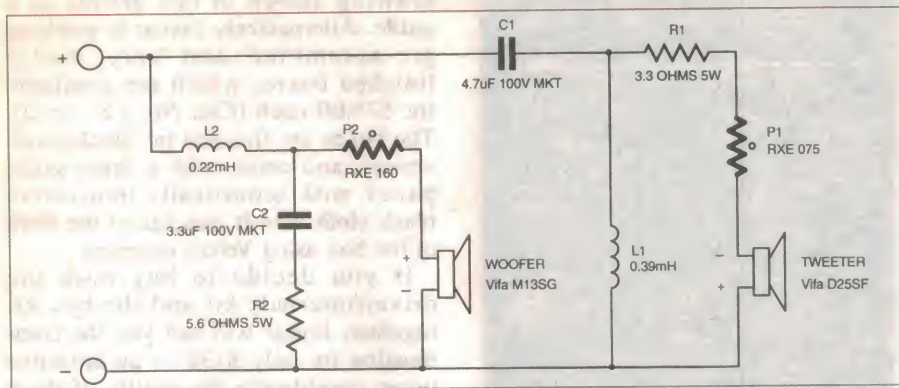 C1
R1
+
4.7uF 100V MKT
3.3 OHMS 5W
L2
P2
0.22mH
RXE 160
P1
RXE 075
C2
3.3uF 100V MKT
+
-
WOOFER
Vifa M13SG
L1
0.39mH
-
+
TWEETER
Vifa D25SF
R2
5.6 OHMS 5W
-